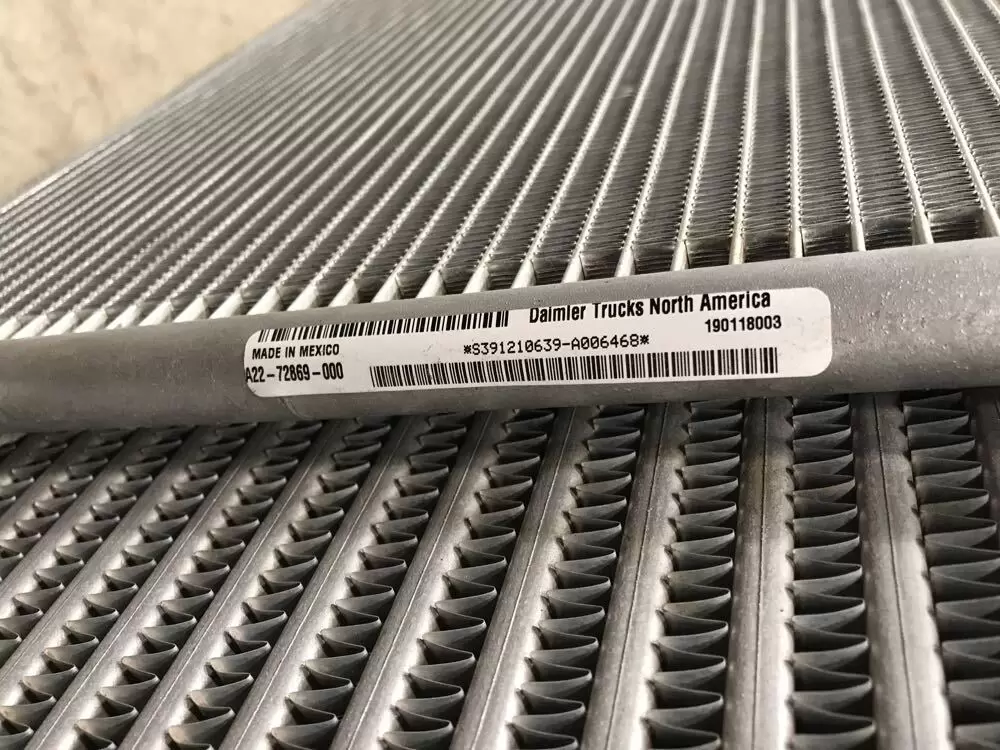 Daimler Trucks North America
190118003
MADE IN MEXICO
*S391210639-A006468*
A22-72869-000